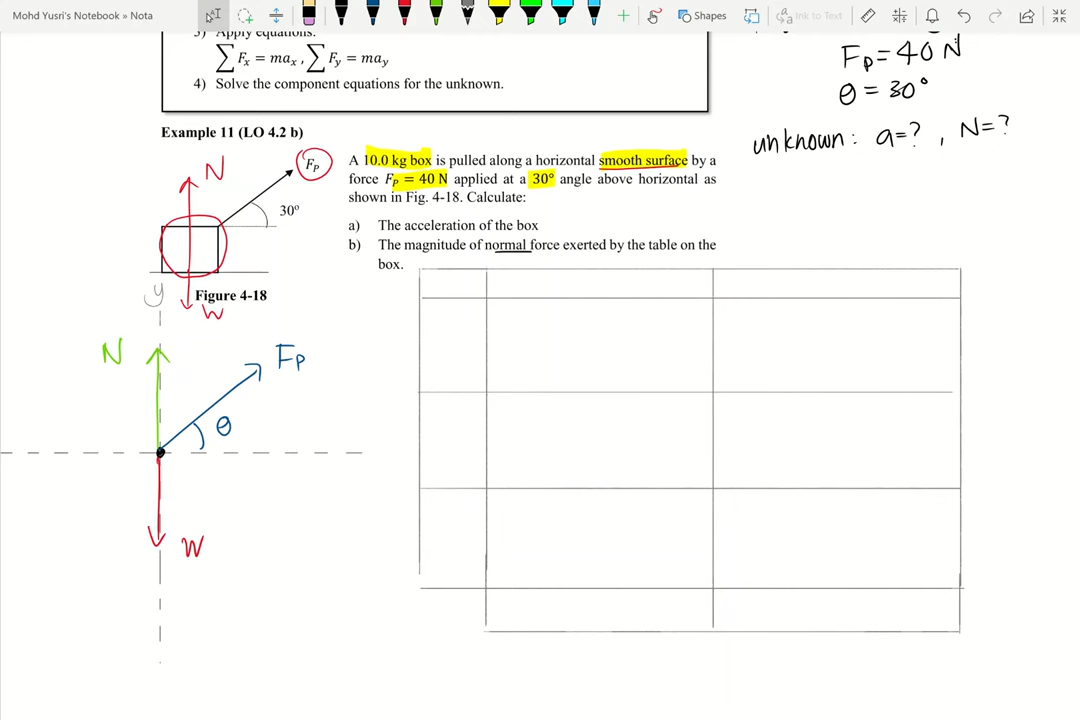 Mohd Yusri's Notebook » Nota
Shapes
Ink to Text
3) Apply equations:
∑ Fx = max , ∑ Fy = may
4) Solve the component equations for the unknown.
FP = 40 N
θ = 30°
unknown: a=? , N=?
Example 11 (LO 4.2 b)
A 10.0 kg box is pulled along a horizontal smooth surface by a
force FP = 40 N applied at a 30° angle above horizontal as
shown in Fig. 4-18. Calculate:
a) The acceleration of the box
b) The magnitude of normal force exerted by the table on the
box.
N
FP
30°
y
Figure 4-18
W
N
FP
θ
W